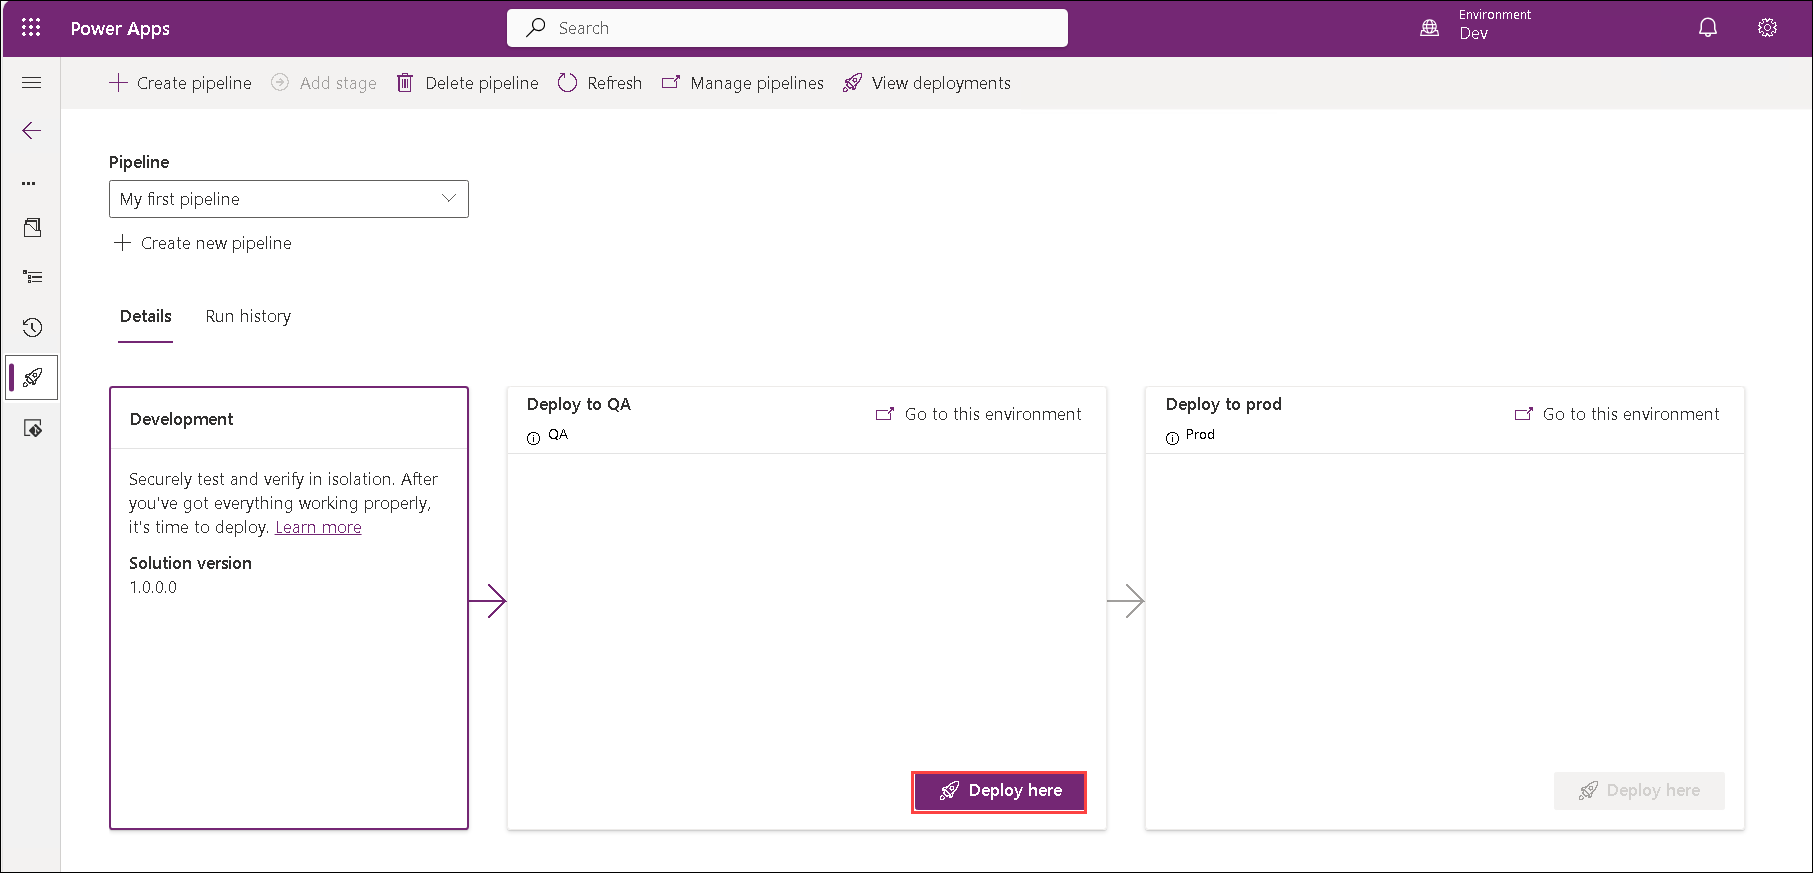 Power Apps
Search
Environment
Dev
Create pipeline
Add stage
Delete pipeline
Refresh
Manage pipelines
View deployments
Pipeline
My first pipeline
Create new pipeline
Details
Run history
Development
Securely test and verify in isolation. After
you've got everything working properly,
it's time to deploy. Learn more
Solution version
1.0.0.0
Deploy to QA
QA
Go to this environment
Deploy here
Deploy to prod
Prod
Go to this environment
Deploy here